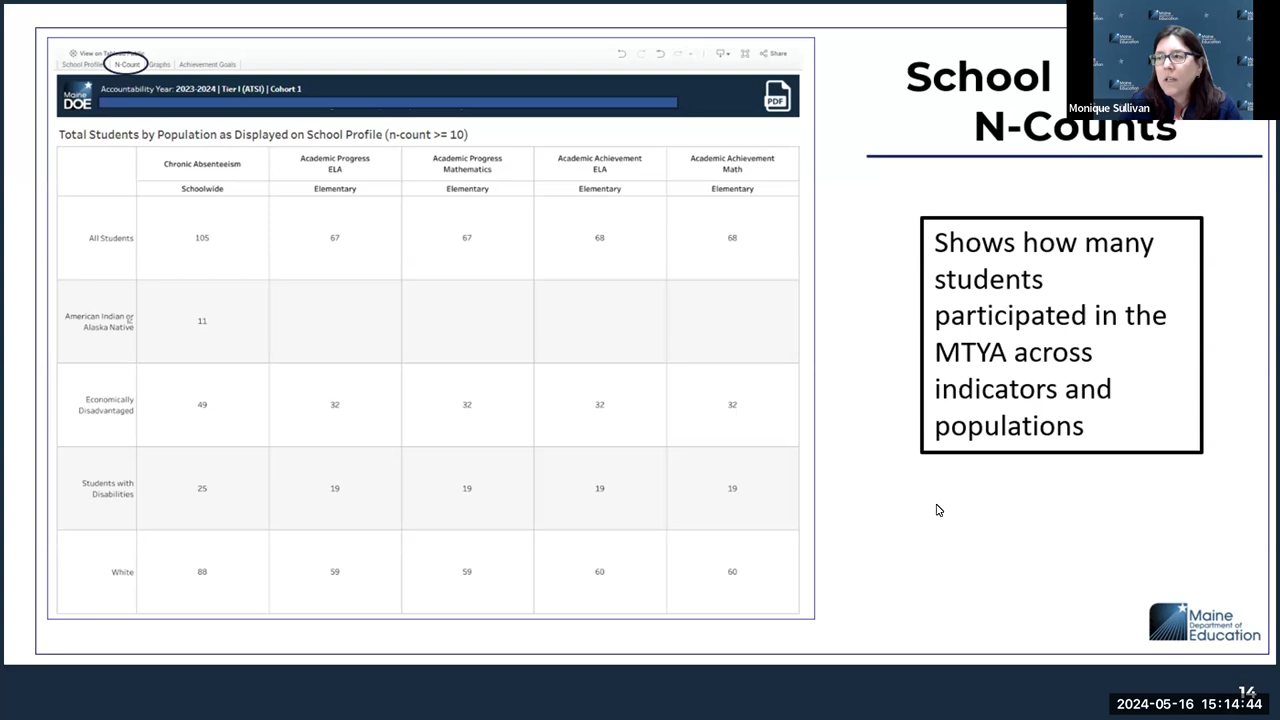 View on Tableau Public
Share
School Profile N-Count Graphs Achievement Goals
Maine DOE
Accountability Year: 2023-2024 | Tier I (ATSI) | Cohort 1
PDF
Total Students by Population as Displayed on School Profile (n-count >= 10)
Chronic Absenteeism
Academic Progress
ELA
Academic Progress
Mathematics
Academic Achievement
ELA
Academic Achievement
Math
Schoolwide Elementary Elementary Elementary Elementary
All Students 105 67 67 68 68
American Indian or
Alaska Native
11
Economically
Disadvantaged
49 32 32 32 32
Students with
Disabilities
25 19 19 19 19
White 88 59 59 60 60
School
N-Counts
Monique Sullivan
Shows how many
students
participated in the
MTYA across
indicators and
populations
Maine
Department of
Education
14
2024-05-16 15:14:44